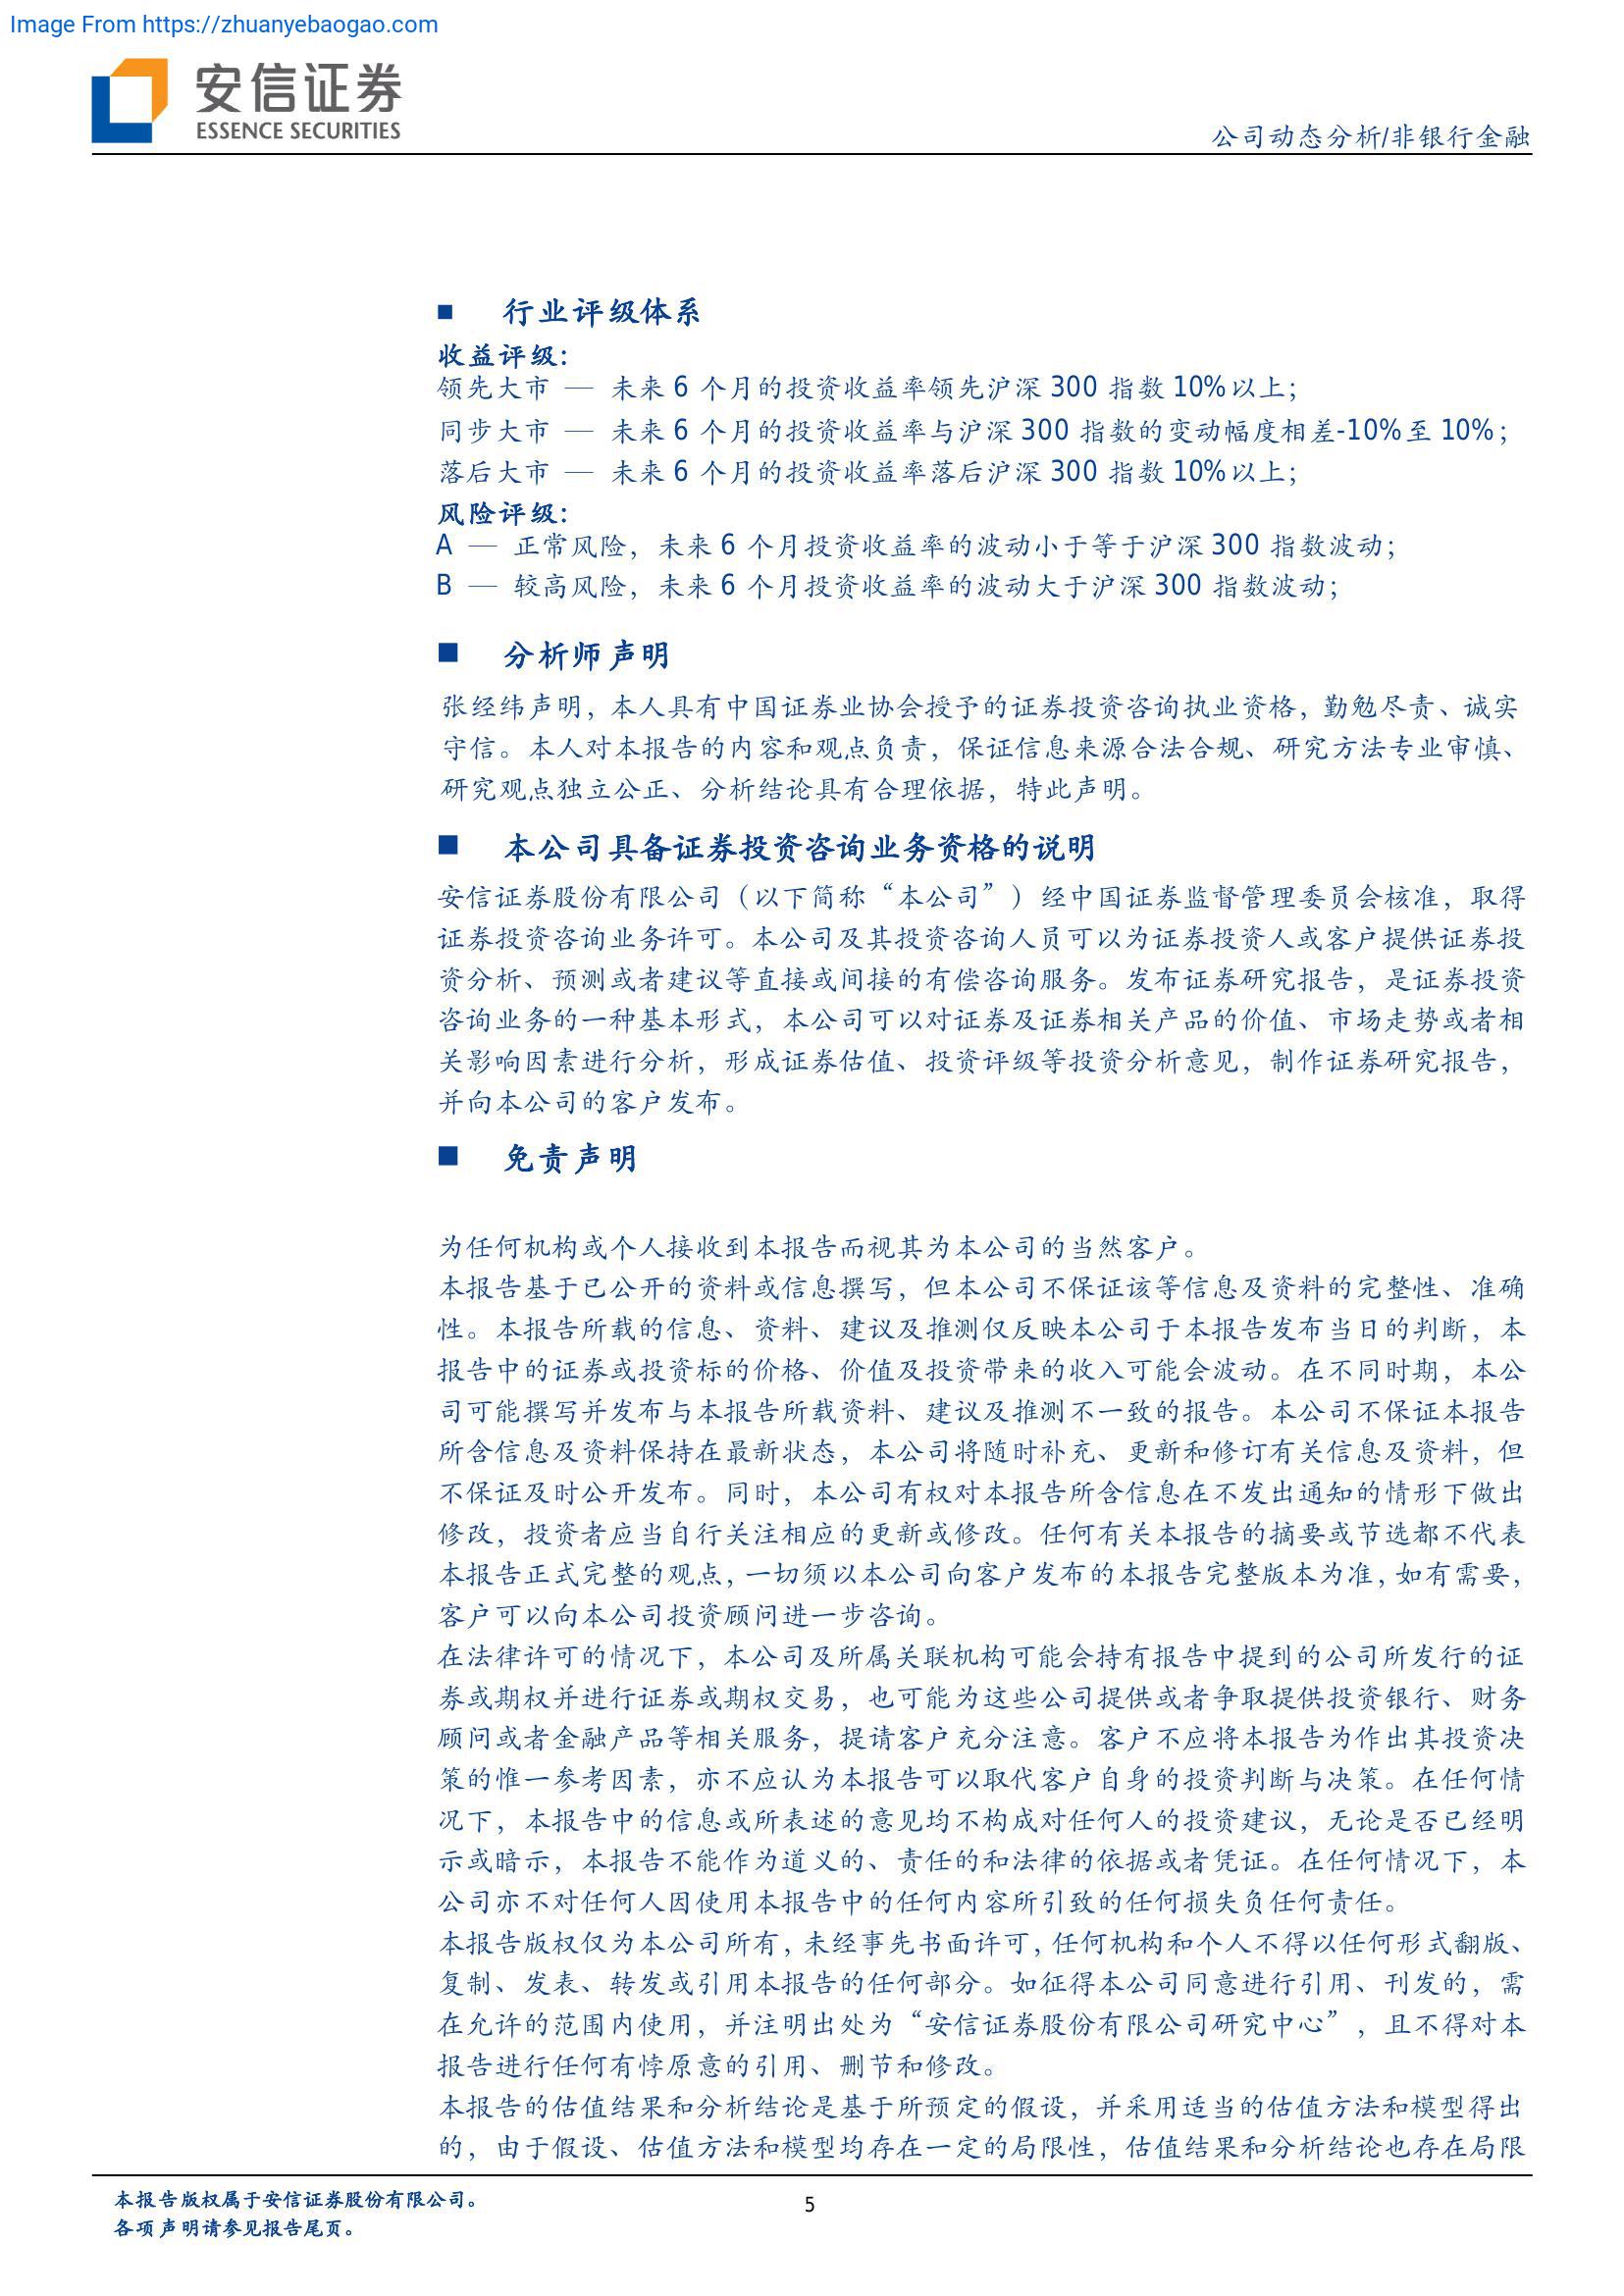 Image From https://zhuanyebaogao.com
安信证券
ESSENCE SECURITIES
公司动态分析/非银行金融
■ 行业评级体系
收益评级：
领先大市 — 未来 6 个月的投资收益率领先沪深 300 指数 10%以上；
同步大市 — 未来 6 个月的投资收益率与沪深 300 指数的变动幅度相差-10%至 10%；
落后大市 — 未来 6 个月的投资收益率落后沪深 300 指数 10%以上；
风险评级：
A — 正常风险，未来 6 个月投资收益率的波动小于等于沪深 300 指数波动；
B — 较高风险，未来 6 个月投资收益率的波动大于沪深 300 指数波动；
■ 分析师声明
张经纬声明，本人具有中国证券业协会授予的证券投资咨询执业资格，勤勉尽责、诚实
守信。本人对本报告的内容和观点负责，保证信息来源合法合规、研究方法专业审慎、
研究观点独立公正、分析结论具有合理依据，特此声明。
■ 本公司具备证券投资咨询业务资格的说明
安信证券股份有限公司（以下简称“本公司”）经中国证券监督管理委员会核准，取得
证券投资咨询业务许可。本公司及其投资咨询人员可以为证券投资人或客户提供证券投
资分析、预测或者建议等直接或间接的有偿咨询服务。发布证券研究报告，是证券投资
咨询业务的一种基本形式，本公司可以对证券及证券相关产品的价值、市场走势或者相
关影响因素进行分析，形成证券估值、投资评级等投资分析意见，制作证券研究报告，
并向本公司的客户发布。
■ 免责声明
为任何机构或个人接收到本报告而视其为本公司的当然客户。
本报告基于已公开的资料或信息撰写，但本公司不保证该等信息及资料的完整性、准确
性。本报告所载的信息、资料、建议及推测仅反映本公司于本报告发布当日的判断，本
报告中的证券或投资标的价格、价值及投资带来的收入可能会波动。在不同时期，本公
司可能撰写并发布与本报告所载资料、建议及推测不一致的报告。本公司不保证本报告
所含信息及资料保持在最新状态，本公司将随时补充、更新和修订有关信息及资料，但
不保证及时公开发布。同时，本公司有权对本报告所含信息在不发出通知的情形下做出
修改，投资者应当自行关注相应的更新或修改。任何有关本报告的摘要或节选都不代表
本报告正式完整的观点，一切须以本公司向客户发布的本报告完整版本为准，如有需要，
客户可以向本公司投资顾问进一步咨询。
在法律许可的情况下，本公司及所属关联机构可能会持有报告中提到的公司所发行的证
券或期权并进行证券或期权交易，也可能为这些公司提供或者争取提供投资银行、财务
顾问或者金融产品等相关服务，提请客户充分注意。客户不应将本报告为作出其投资决
策的惟一参考因素，亦不应认为本报告可以取代客户自身的投资判断与决策。在任何情
况下，本报告中的信息或所表述的意见均不构成对任何人的投资建议，无论是否已经明
示或暗示，本报告不能作为道义的、责任的和法律的依据或者凭证。在任何情况下，本
公司亦不对任何人因使用本报告中的任何内容所引致的任何损失负任何责任。
本报告版权仅为本公司所有，未经事先书面许可，任何机构和个人不得以任何形式翻版、
复制、发表、转发或引用本报告的任何部分。如征得本公司同意进行引用、刊发的，需
在允许的范围内使用，并注明出处为“安信证券股份有限公司研究中心”，且不得对本
报告进行任何有悖原意的引用、删节和修改。
本报告的估值结果和分析结论是基于所预定的假设，并采用适当的估值方法和模型得出
的，由于假设、估值方法和模型均存在一定的局限性，估值结果和分析结论也存在局限
本报告版权属于安信证券股份有限公司。
各项声明请参见报告尾页。
5